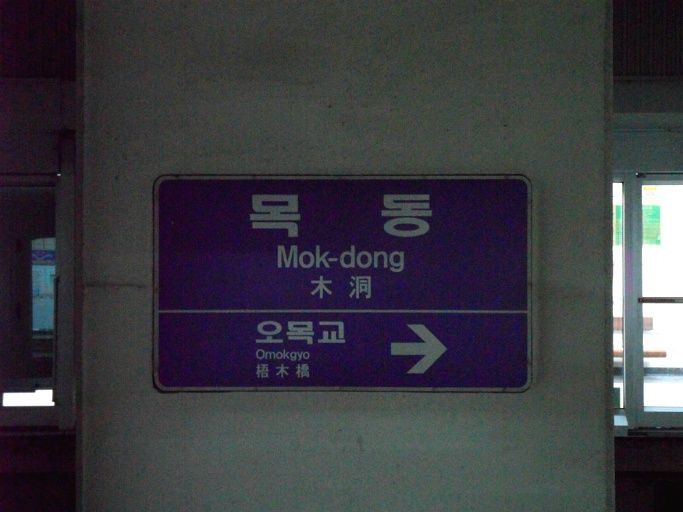 목 동
Mok-dong
木 洞
오목교
Omokgyo
梧木橋